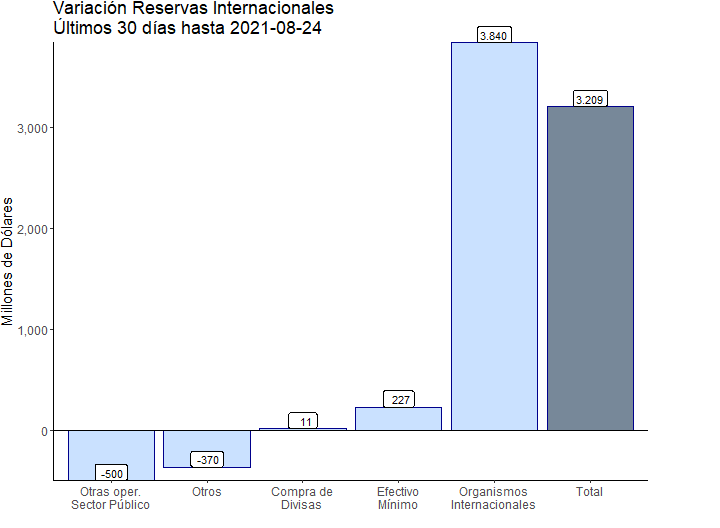 Variación Reservas Internacionales
Últimos 30 días hasta 2021-08-24
3.840
3.209
3,000
2,000
1,000
0
Millones de Dólares
227
11
-370
-500
Otras oper.
Sector Público
Otros
Compra de
Divisas
Efectivo
Mínimo
Organismos
Internacionales
Total